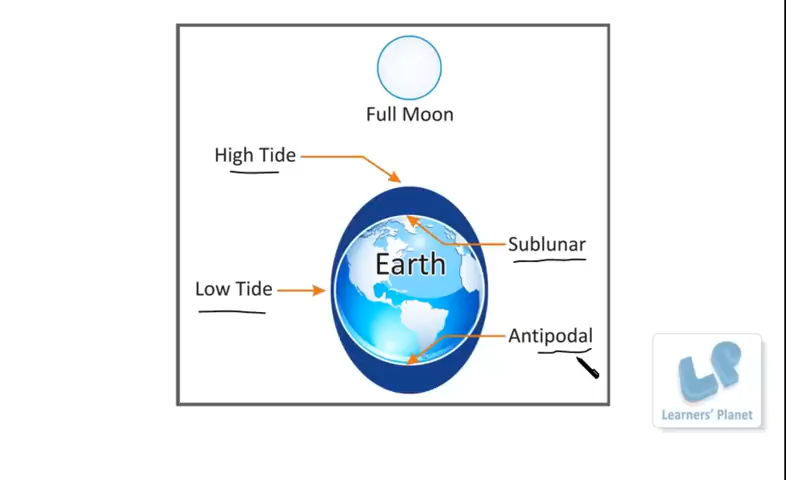 Full Moon
High Tide
Sublunar
Earth
Low Tide
Antipodal
LP
Learners' Planet